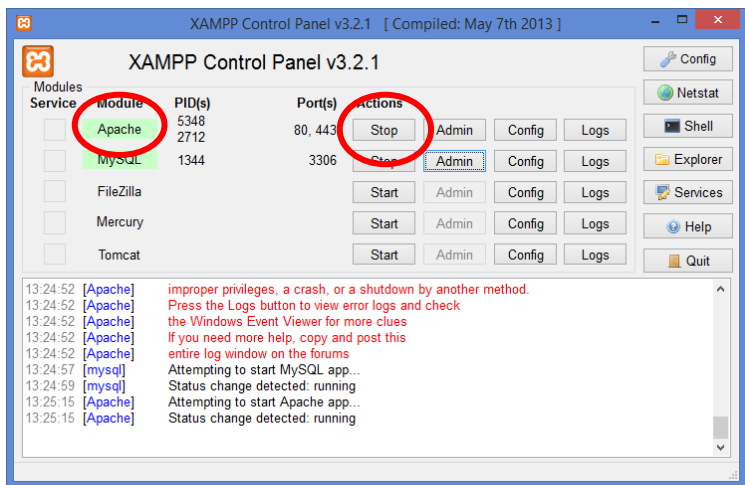 XAMPP Control Panel v3.2.1 [ Compiled: May 7th 2013 ]
XAMPP Control Panel v3.2.1
Config
Modules
Service Module PID(s) Port(s) Actions
Netstat
Apache 5348 2712 80, 443 Stop Admin Config Logs
Shell
MySQL 1344 3306 Stop Admin Config Logs
Explorer
FileZilla Start Admin Config Logs
Services
Mercury Start Admin Config Logs
Help
Tomcat Start Admin Config Logs
Quit
13:24:52 [Apache] improper privileges, a crash, or a shutdown by another method.
13:24:52 [Apache] Press the Logs button to view error logs and check
13:24:52 [Apache] the Windows Event Viewer for more clues
13:24:52 [Apache] If you need more help, copy and post this
13:24:52 [Apache] entire log window on the forums
13:24:57 [mysql] Attempting to start MySQL app...
13:24:59 [mysql] Status change detected: running
13:25:15 [Apache] Attempting to start Apache app...
13:25:15 [Apache] Status change detected: running